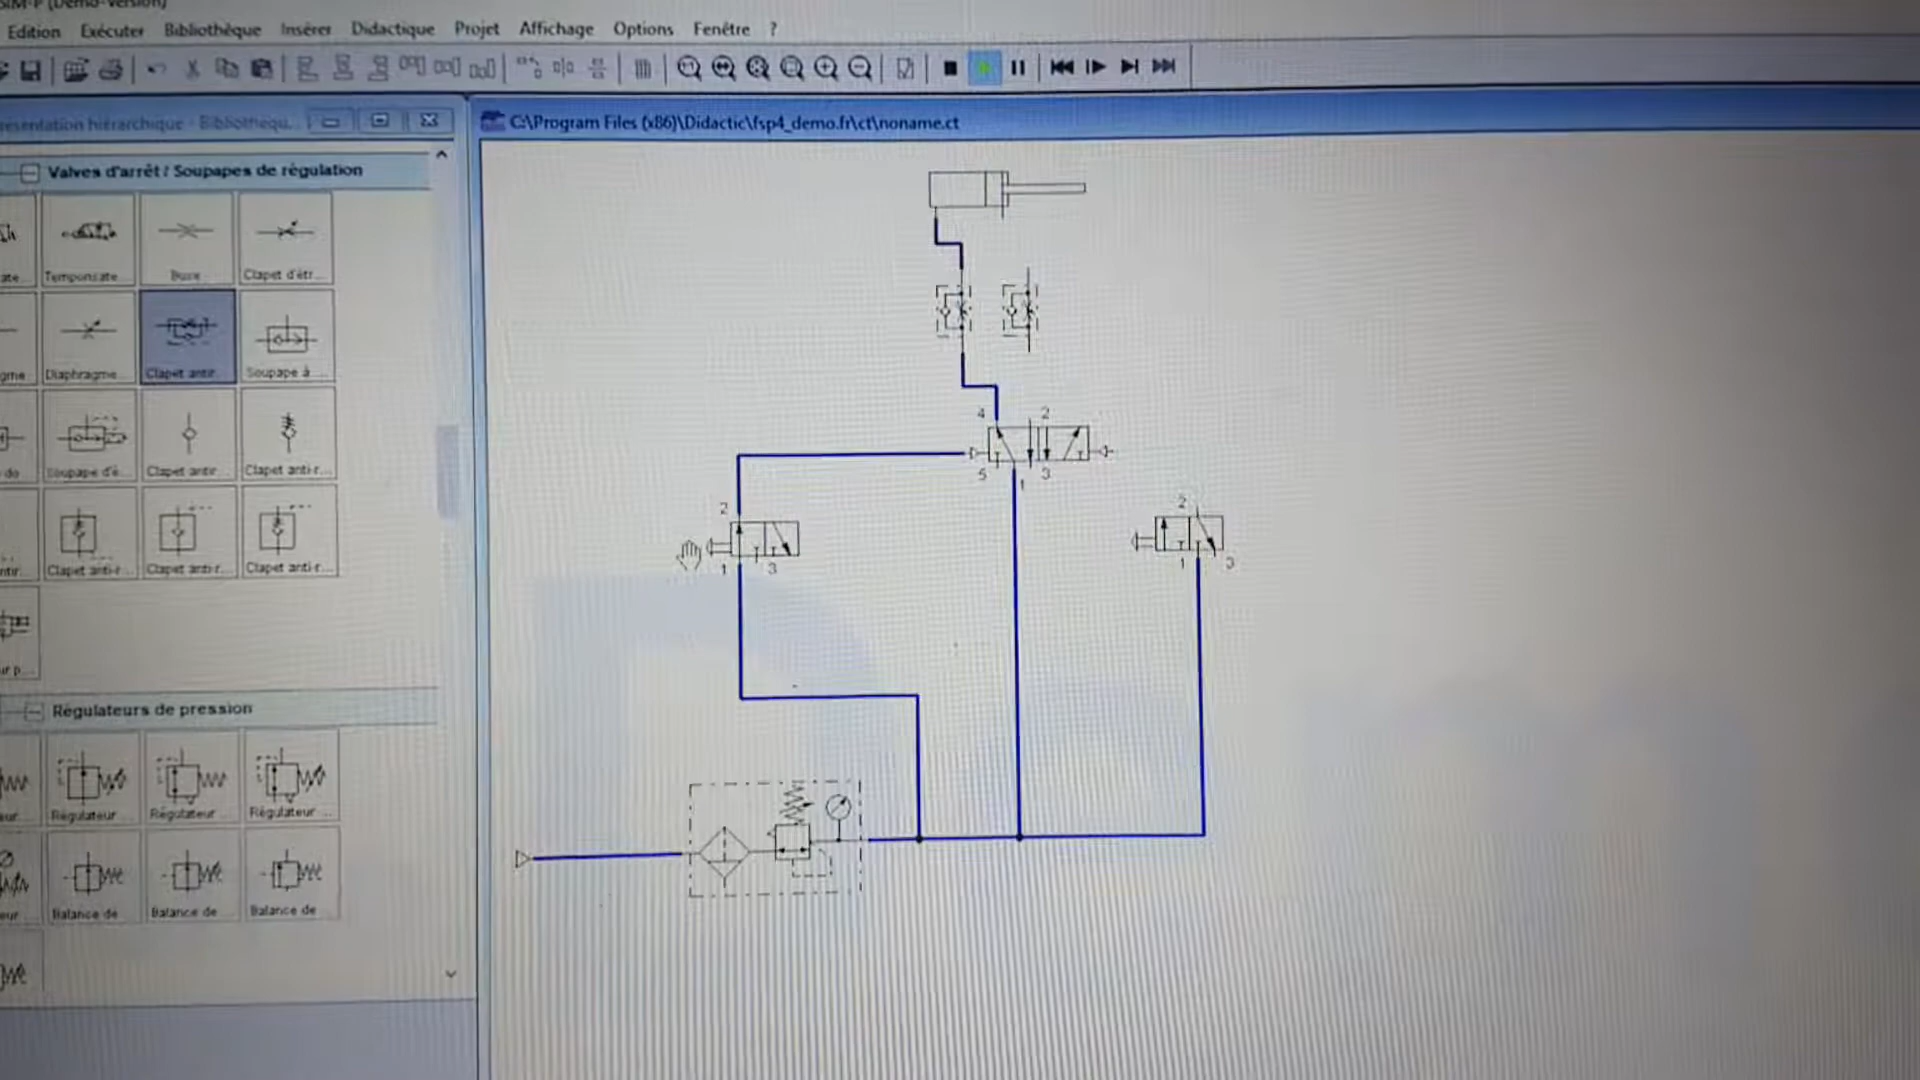 (Demo-Version)
Edition Exécuter Bibliothèque Insérer Didactique Projet Affichage Options Fenêtre ?
C:\Program Files (x86)\Didactic\fsp4_demo.fr\ct\noname.ct
Valves d'arrêt / Soupapes de régulation
Temporisate... Buse Clapet d'étr...
Diaphragme... Clapet antir... Soupape à ...
Soupape d'é... Clapet antir... Clapet anti-r...
Clapet anti-r... Clapet anti-r... Clapet anti-r...
Régulateurs de pression
Régulateur ... Régulateur ... Régulateur ...
Balance de Balance de Balance de
4 2
5 1 3
2
1 3
2
1 3